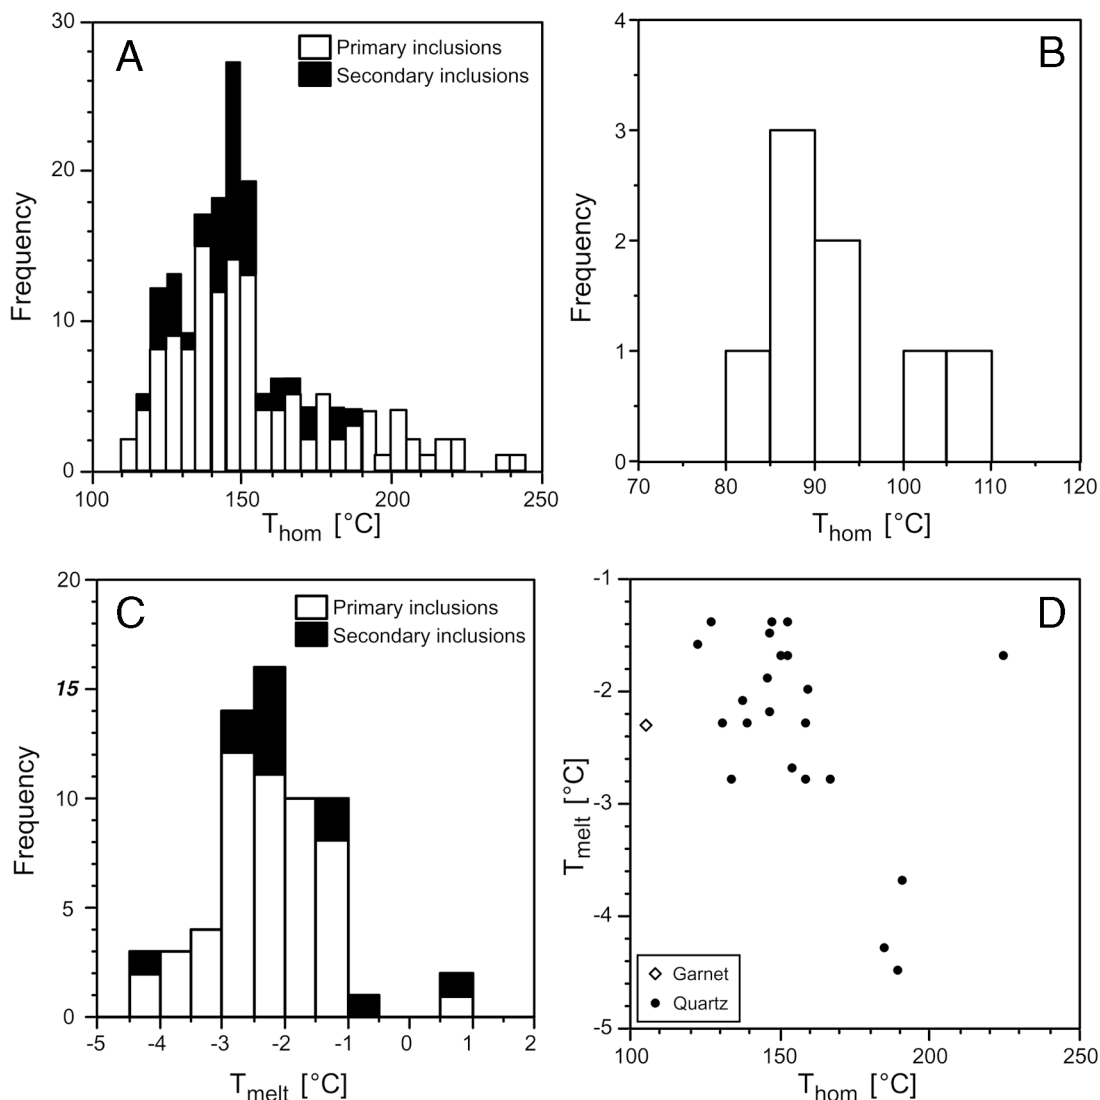 A
Primary inclusions
Secondary inclusions
30
20
10
0
Frequency
100 150 200 250
Thom [°C]
B
4
3
2
1
0
Frequency
70 80 90 100 110 120
Thom [°C]
C
Primary inclusions
Secondary inclusions
20
15
10
5
0
Frequency
-5 -4 -3 -2 -1 0 1 2
Tmelt [°C]
D
-1
-2
-3
-4
-5
Tmelt [°C]
Garnet
Quartz
100 150 200 250
Thom [°C]